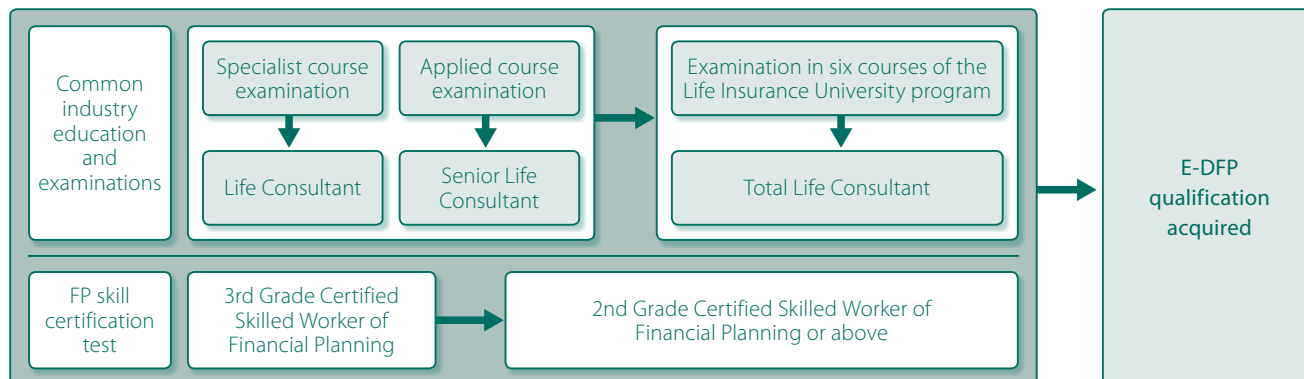 Common
industry
education
and
examinations
Specialist course
examination
Applied course
examination
Examination in six courses of the
Life Insurance University program
Life Consultant
Senior Life
Consultant
Total Life Consultant
FP skill
certification
test
3rd Grade Certified
Skilled Worker of
Financial Planning
2nd Grade Certified Skilled Worker of
Financial Planning or above
E-DFP
qualification
acquired